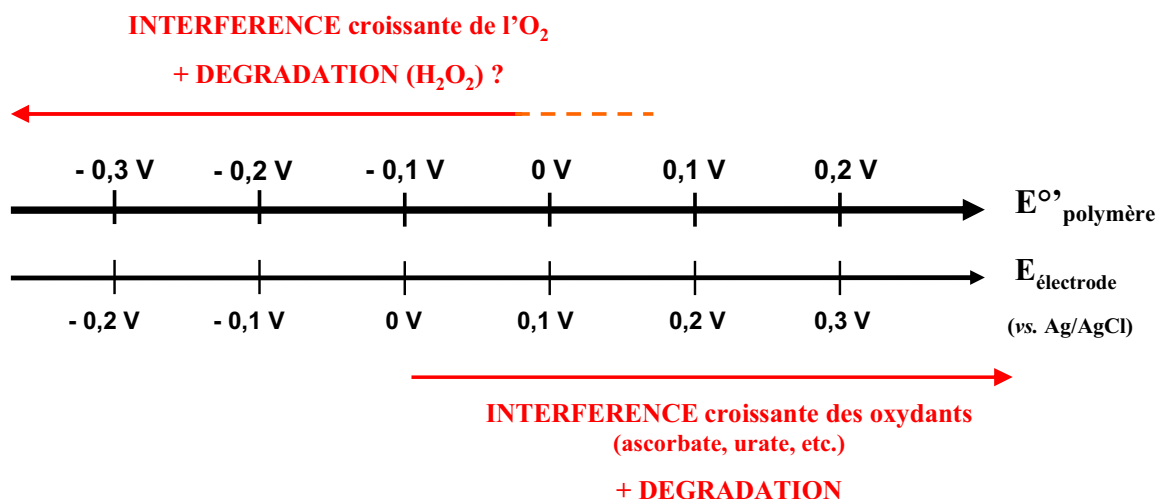 INTERFERENCE croissante de l’O₂
+ DEGRADATION (H₂O₂) ?
- 0,3 V - 0,2 V - 0,1 V 0 V 0,1 V 0,2 V
E°’polymère
Eélectrode
- 0,2 V - 0,1 V 0 V 0,1 V 0,2 V 0,3 V
(vs. Ag/AgCl)
INTERFERENCE croissante des oxydants
(ascorbate, urate, etc.)
+ DEGRADATION